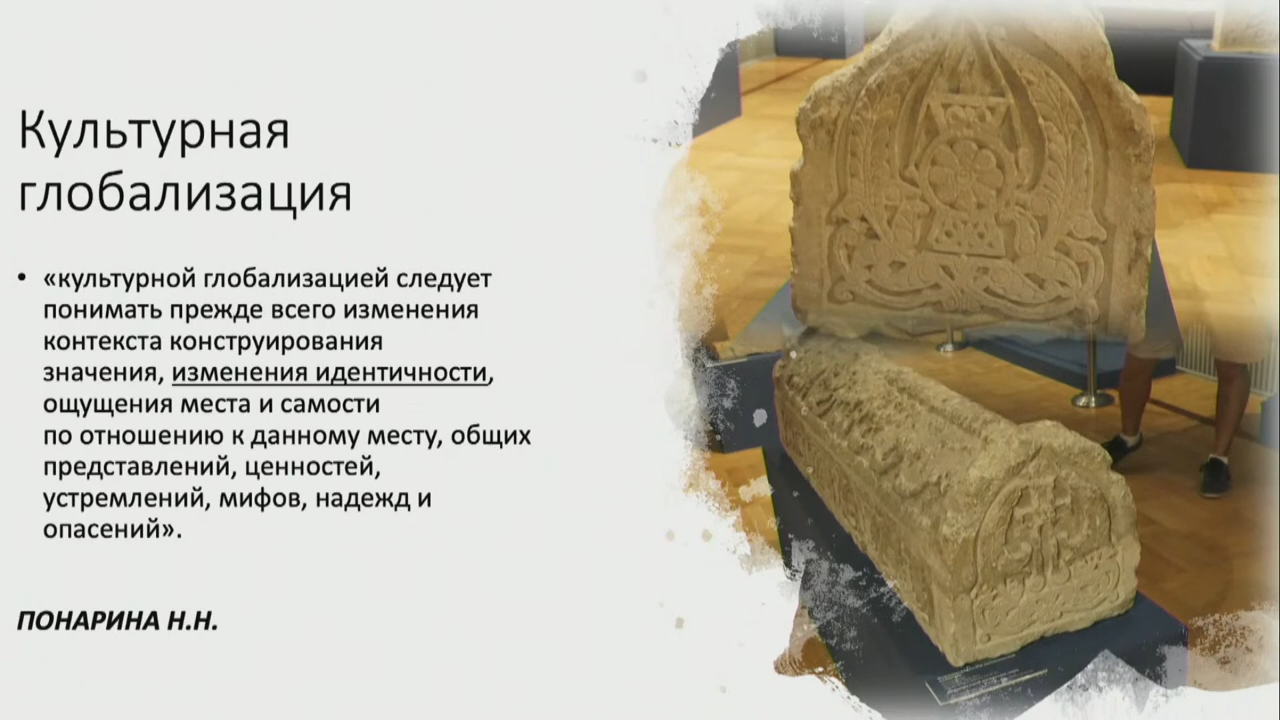 Культурная
глобализация
• «культурной глобализацией следует
понимать прежде всего изменения
контекста конструирования
значения, изменения идентичности,
ощущения места и самости
по отношению к данному месту, общих
представлений, ценностей,
устремлений, мифов, надежд и
опасений».
ПОНАРИНА Н.Н.